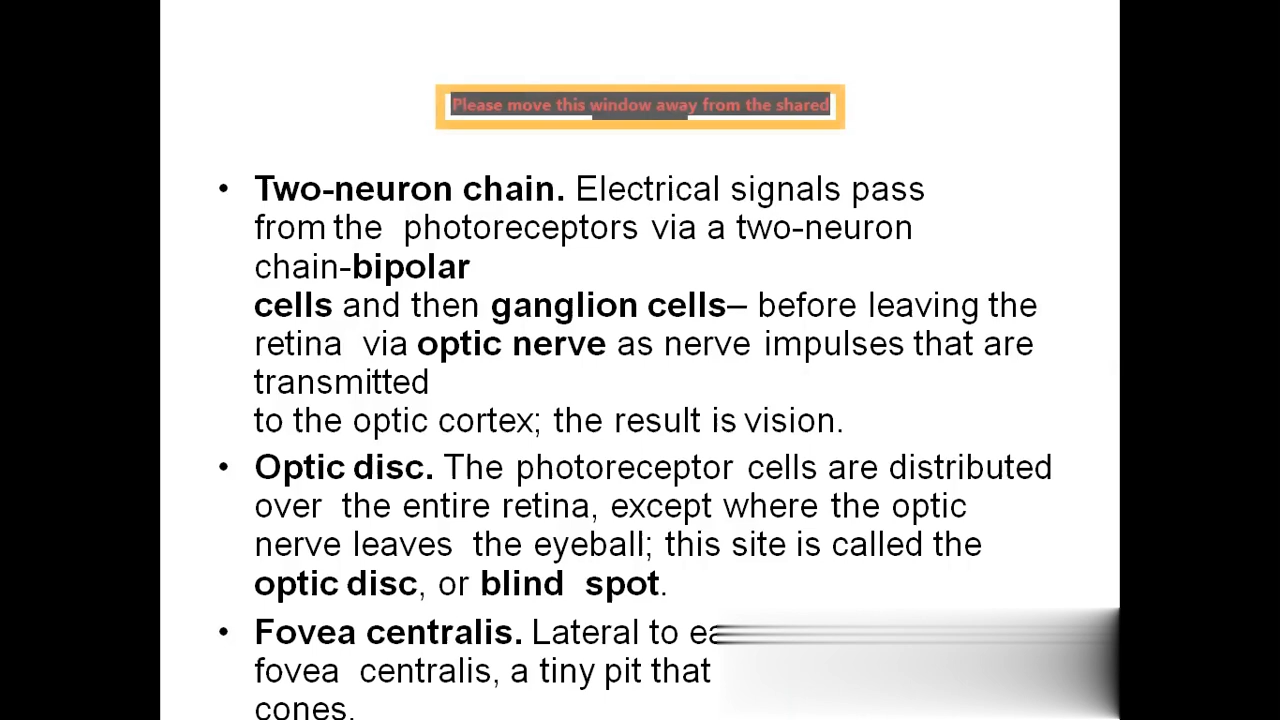 Please move this window away from the shared
• Two-neuron chain. Electrical signals pass
from the photoreceptors via a two-neuron
chain-bipolar
cells and then ganglion cells– before leaving the
retina via optic nerve as nerve impulses that are
transmitted
to the optic cortex; the result is vision.
• Optic disc. The photoreceptor cells are distributed
over the entire retina, except where the optic
nerve leaves the eyeball; this site is called the
optic disc, or blind spot.
• Fovea centralis. Lateral to
fovea centralis, a tiny pit that
cones.